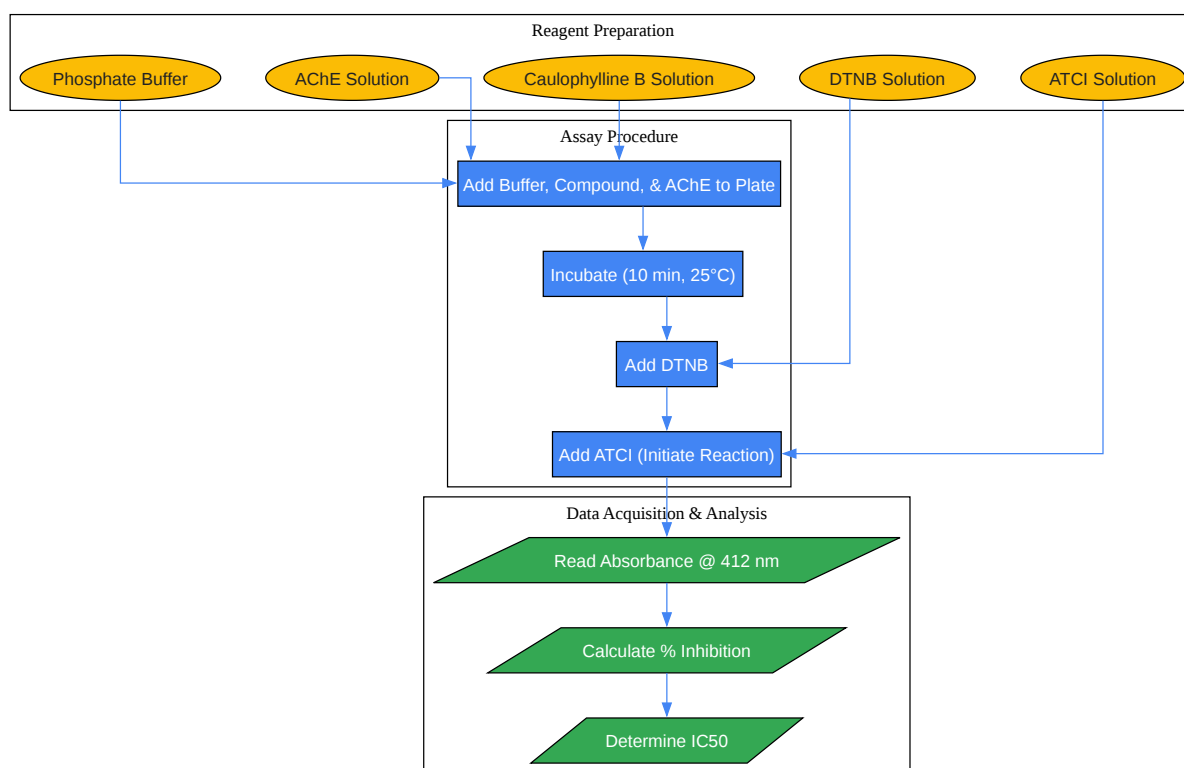 Reagent Preparation
Phosphate Buffer
AChE Solution
Caulophylline B Solution
DTNB Solution
ATCI Solution
Assay Procedure
Add Buffer, Compound, & AChE to Plate
Incubate (10 min, 25°C)
Add DTNB
Add ATCI (Initiate Reaction)
Data Acquisition & Analysis
Read Absorbance @ 412 nm
Calculate % Inhibition
Determine IC50